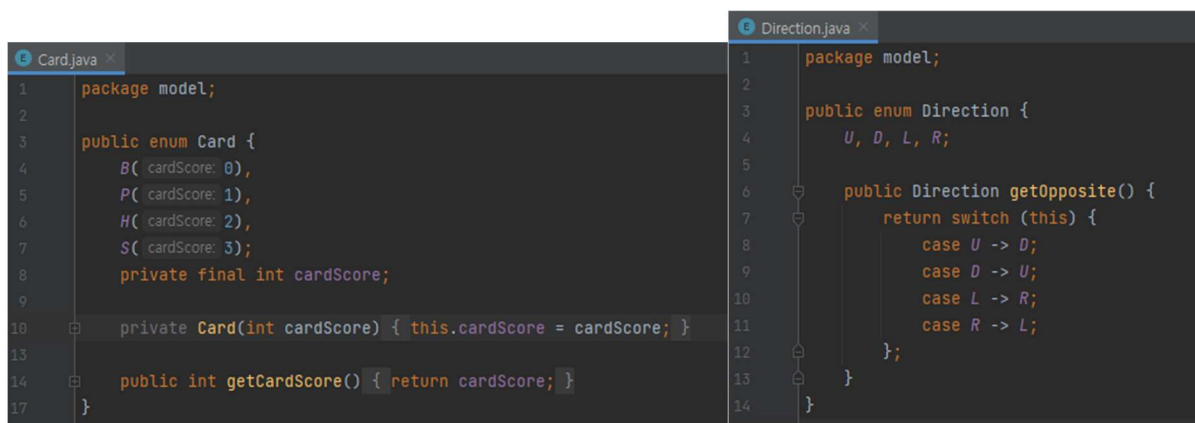 E Card.java ×
1 package model;
2
3 public enum Card {
4 B( cardScore: 0),
5 P( cardScore: 1),
6 H( cardScore: 2),
7 S( cardScore: 3);
8 private final int cardScore;
9
10 private Card(int cardScore) { this.cardScore = cardScore; }
13
14 public int getCardScore() { return cardScore; }
17 }
E Direction.java ×
1 package model;
2
3 public enum Direction {
4 U, D, L, R;
5
6 public Direction getOpposite() {
7 return switch (this) {
8 case U -> D;
9 case D -> U;
10 case L -> R;
11 case R -> L;
12 };
13 }
14 }